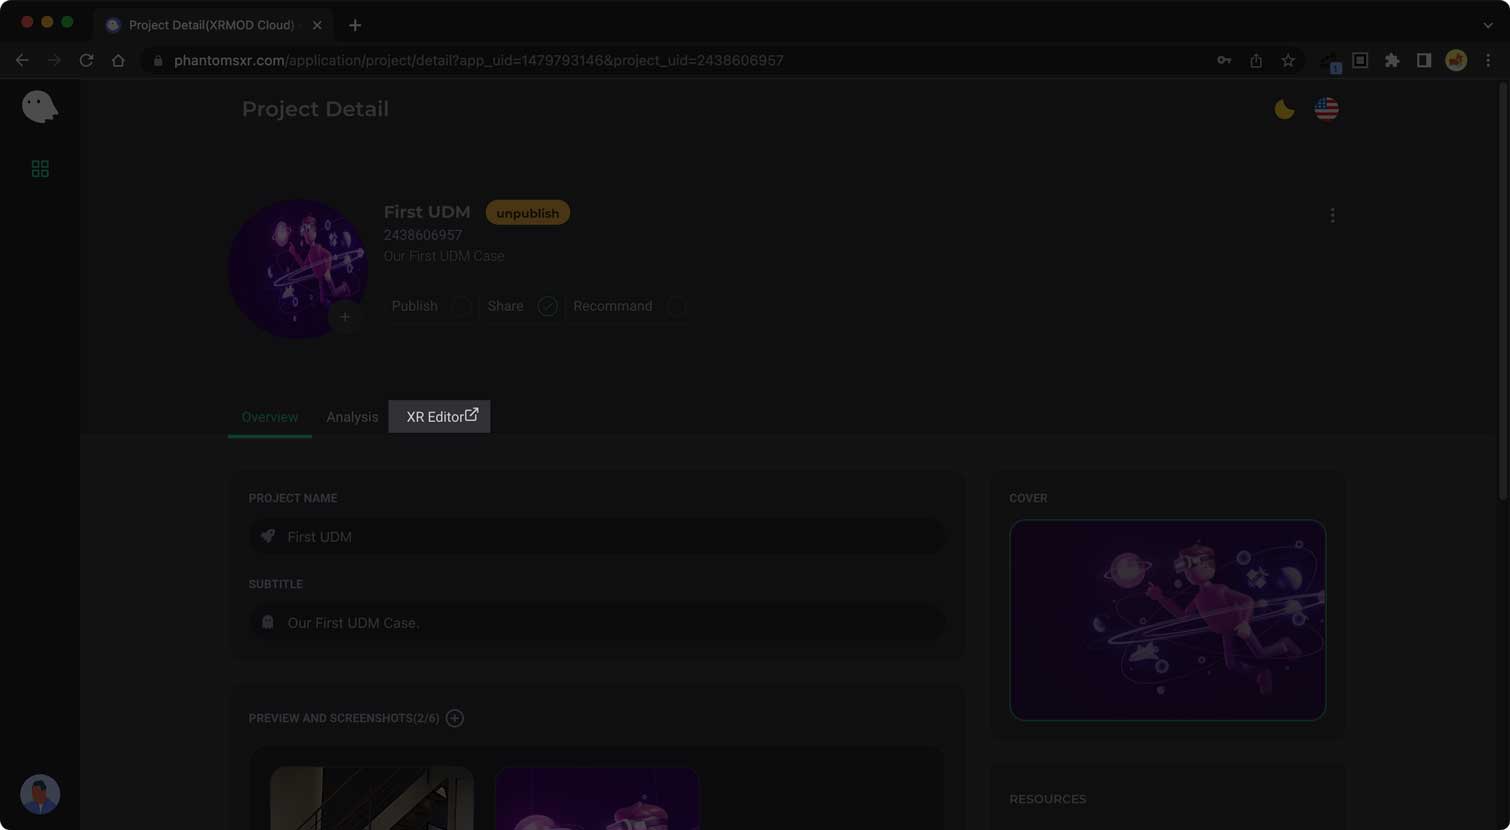 Project Detail(XRMOD Cloud)
phantomsxr.com/application/project/detail?app_uid=1479793146&project_uid=2438606957
1
Project Detail
First UDM
unpublish
2438606957
Our First UDM Case
Publish
Share
Recommand
Overview
Analysis
XR Editor
PROJECT NAME
First UDM
SUBTITLE
Our First UDM Case.
COVER
PREVIEW AND SCREENSHOTS(2/6)
RESOURCES